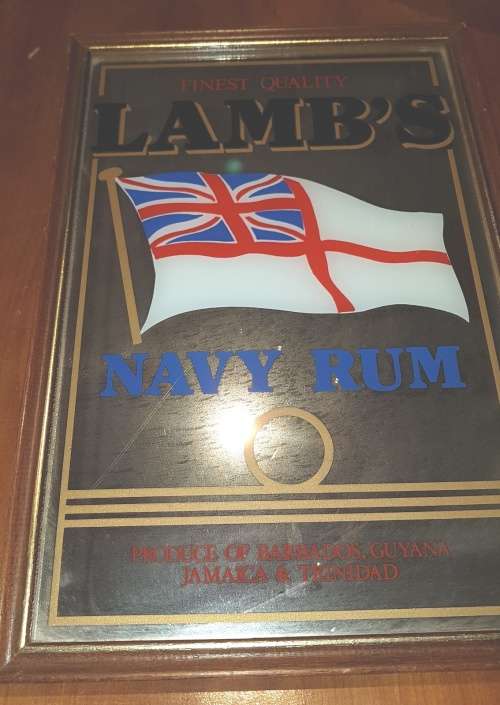 FINEST QUALITY
LAMB'S
NAVY RUM
PRODUCE OF BARBADOS, GUYANA
JAMAICA & TRINIDAD